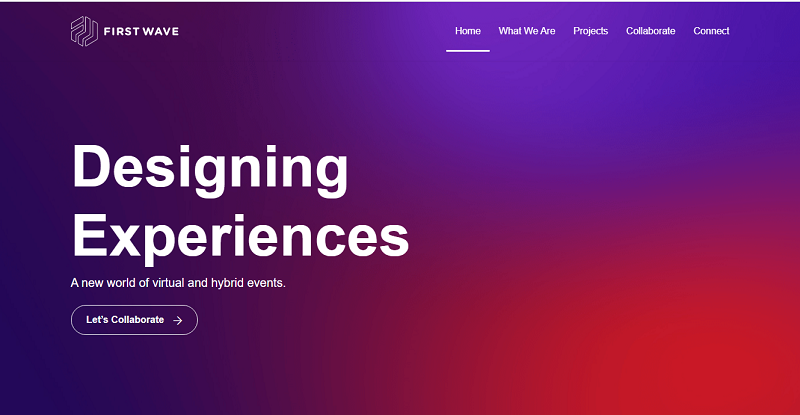 FIRST WAVE
Home What We Are Projects Collaborate Connect
Designing
Experiences
A new world of virtual and hybrid events.
Let's Collaborate →